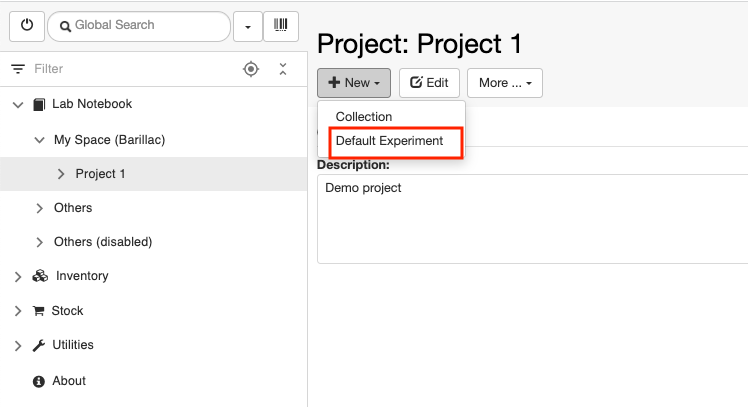 Global Search
Project: Project 1
Filter
New
Edit
More ...
Lab Notebook
Collection
My Space (Barillac)
Default Experiment
Description:
Project 1
Demo project
Others
Others (disabled)
Inventory
Stock
Utilities
About